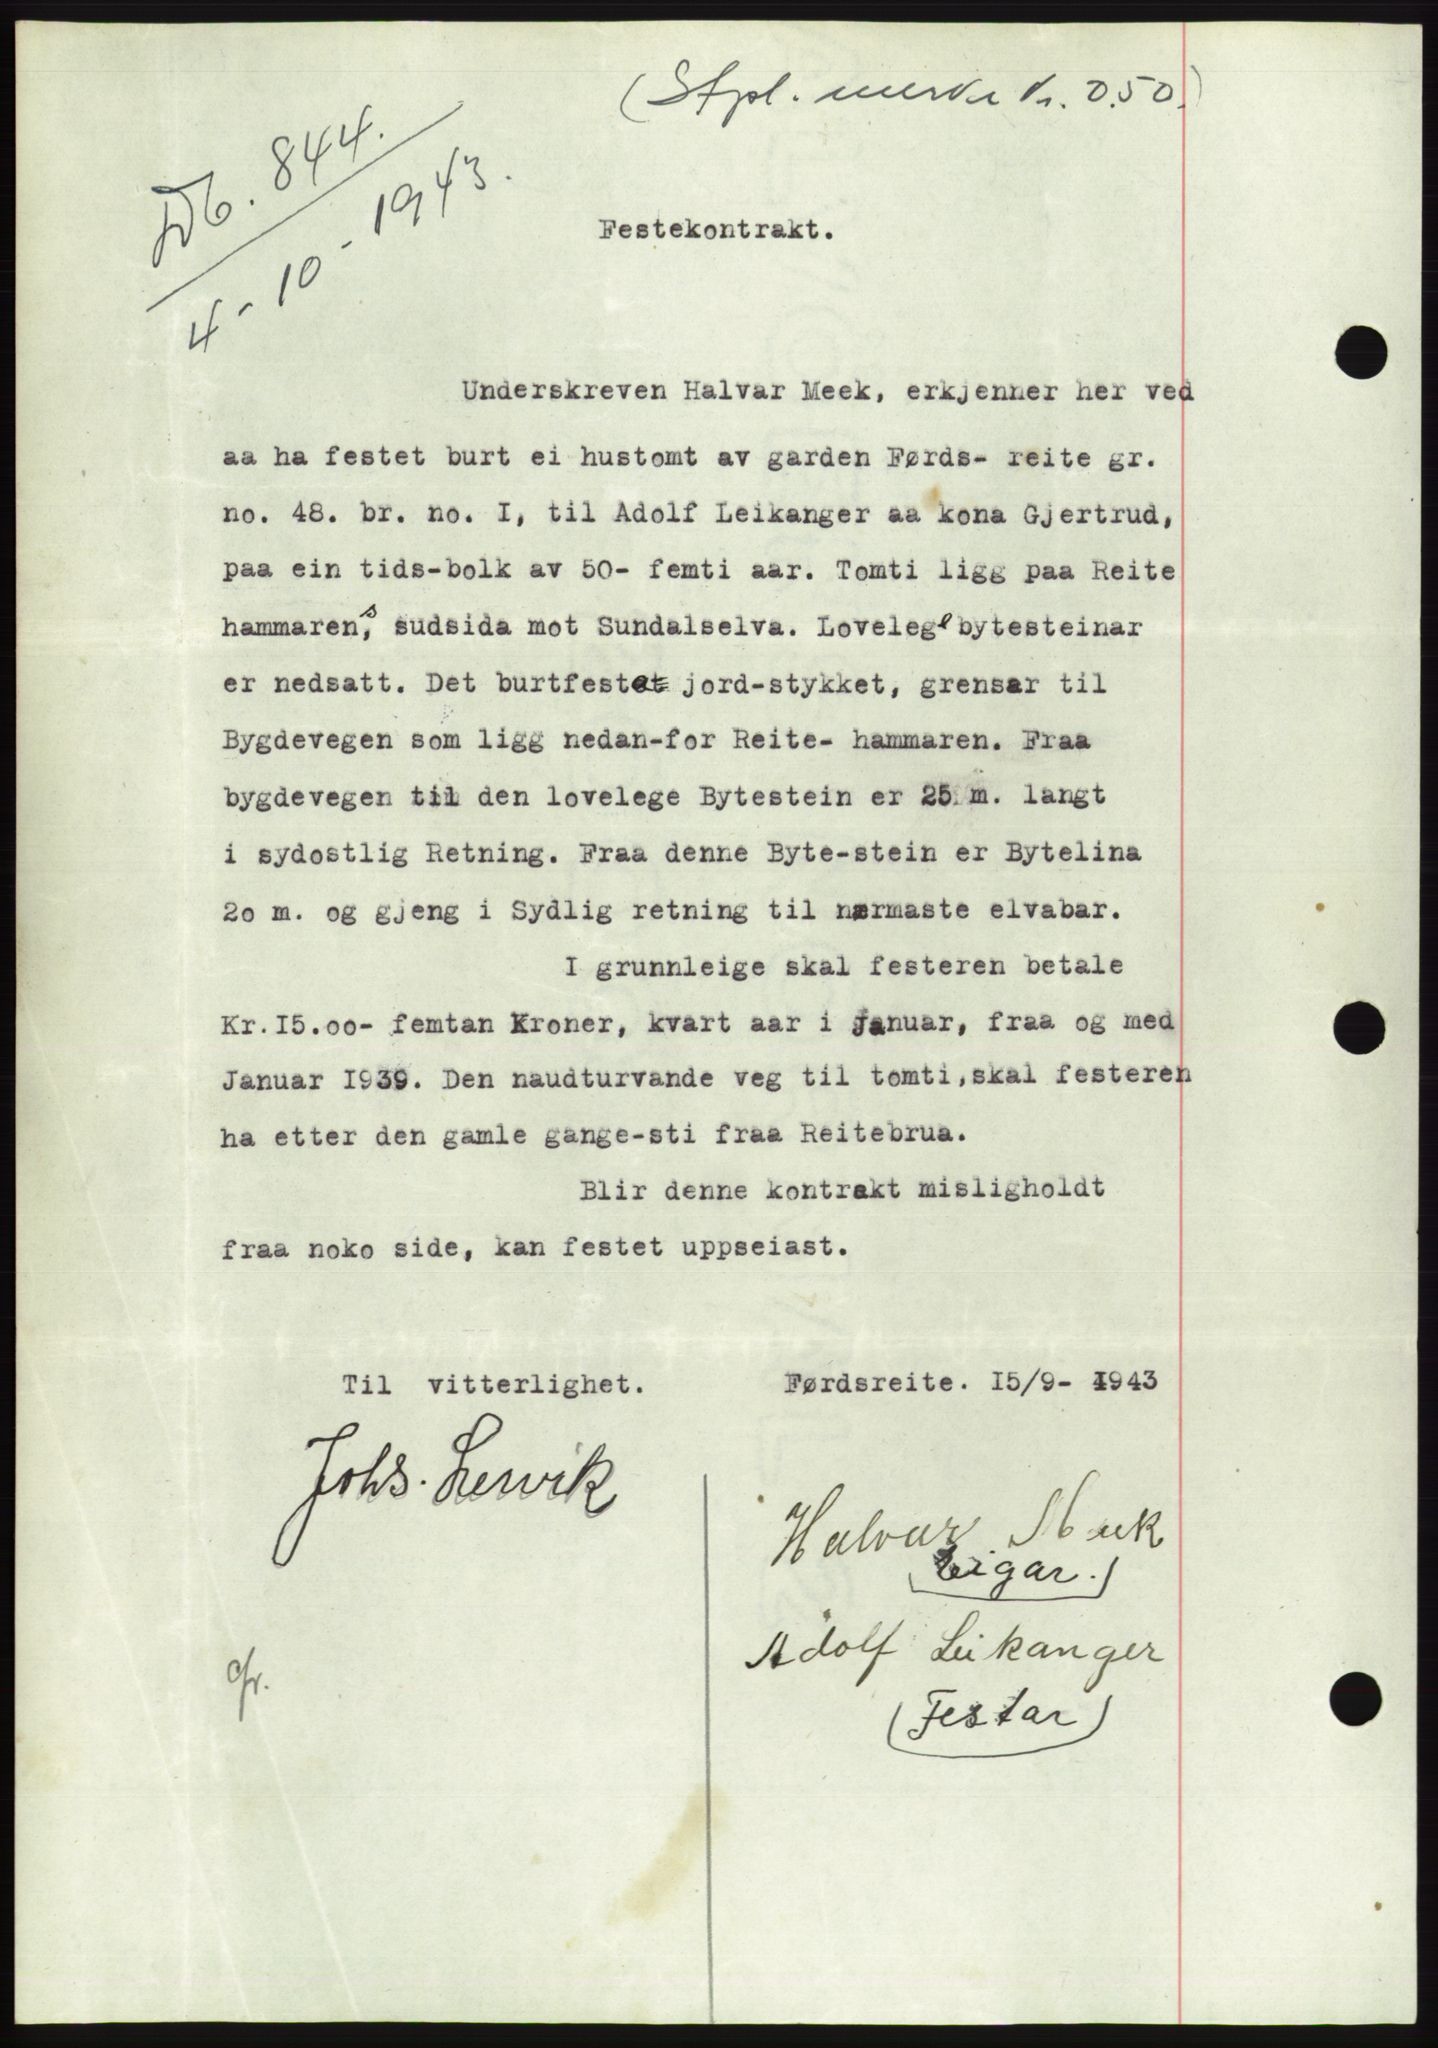 (Stpl. merke kr. 0.50.)
Db. 844.
4 - 10 - 1943.
Festekontrakt.
Underskreven Halvar Meek, erkjenner her ved
aa ha festet burt ei hustomt av garden Førds- reite gr.
no. 48. br. no. I, til Adolf Leikanger aa kona Gjertrud,
paa ein tids-bolk av 50- femti aar. Tomti ligg paa Reite
hammaren,s sudsida mot Sundalselva. Lovelege bytesteinar
er nedsatt. Det burtfestet jord-stykket, grensar til
Bygdevegen som ligg nedan-for Reite- hammaren. Fraa
bygdevegen til den lovelege Bytestein er 25 m. langt
i sydostlig Retning. Fraa denne Byte-stein er Bytelina
2o m. og gjeng i Sydlig retning til nærmaste elvabar.
I grunnleige skal festeren betale
Kr.I5.oo- femtan Kroner, kvart aar i Januar, fraa og med
Januar I939. Den naudturvande veg til tomti,skal festeren
ha etter den gamle gange-sti fraa Reitebrua.
Blir denne kontrakt misligholdt
fraa noko side, kan festet uppseiast.
Til vitterlighet. Førdsreite. I5/9- 1943
Johs. Lervik
Halvar Meek
(Eigar.)
Adolf Leikanger
(Festar)